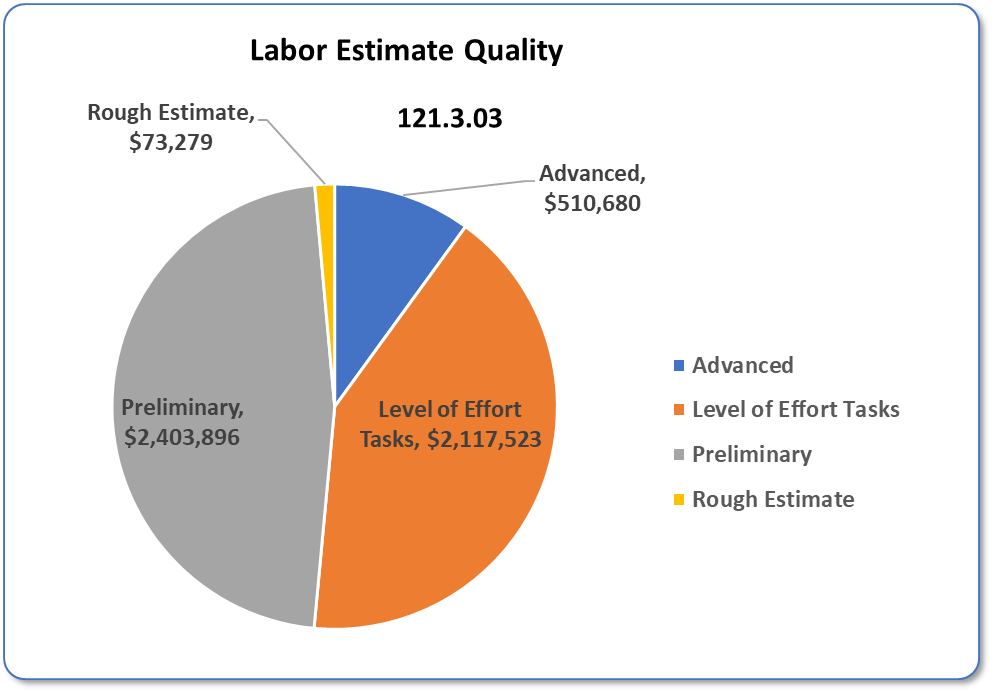 Labor Estimate Quality
121.3.03
Rough Estimate,
$73,279
Advanced,
$510,680
Preliminary,
$2,403,896
Level of Effort
Tasks, $2,117,523
Advanced
Level of Effort Tasks
Preliminary
Rough Estimate